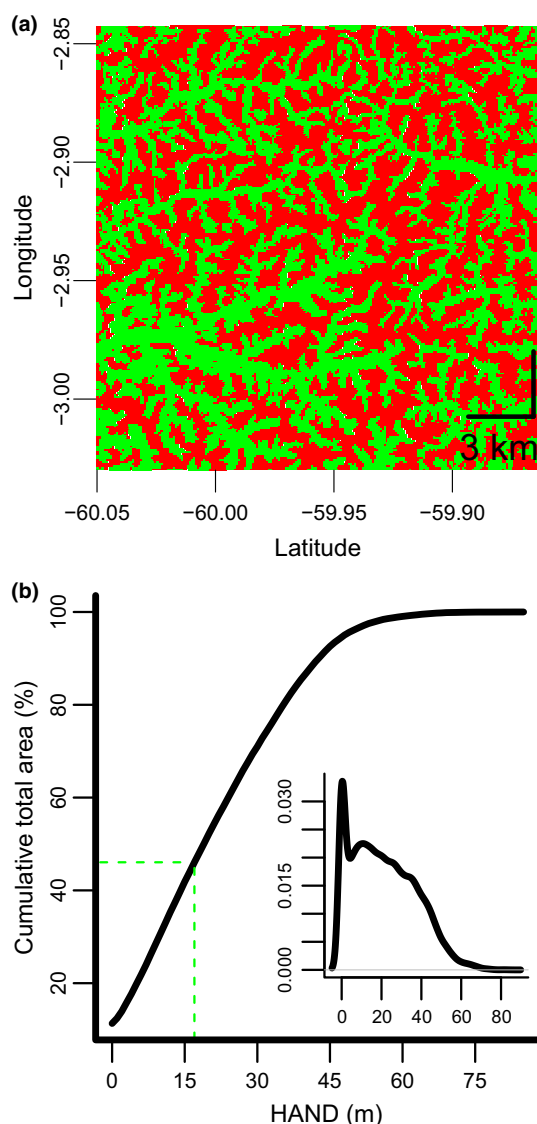 (a)
Longitude
−2.85
−2.90
−2.95
−3.00
3 km
−60.05 −60.00 −59.95 −59.90
Latitude
(b)
Cumulative total area (%)
100
80
60
40
20
0.030
0.015
0.000
0 20 40 60 80
0 15 30 45 60 75
HAND (m)